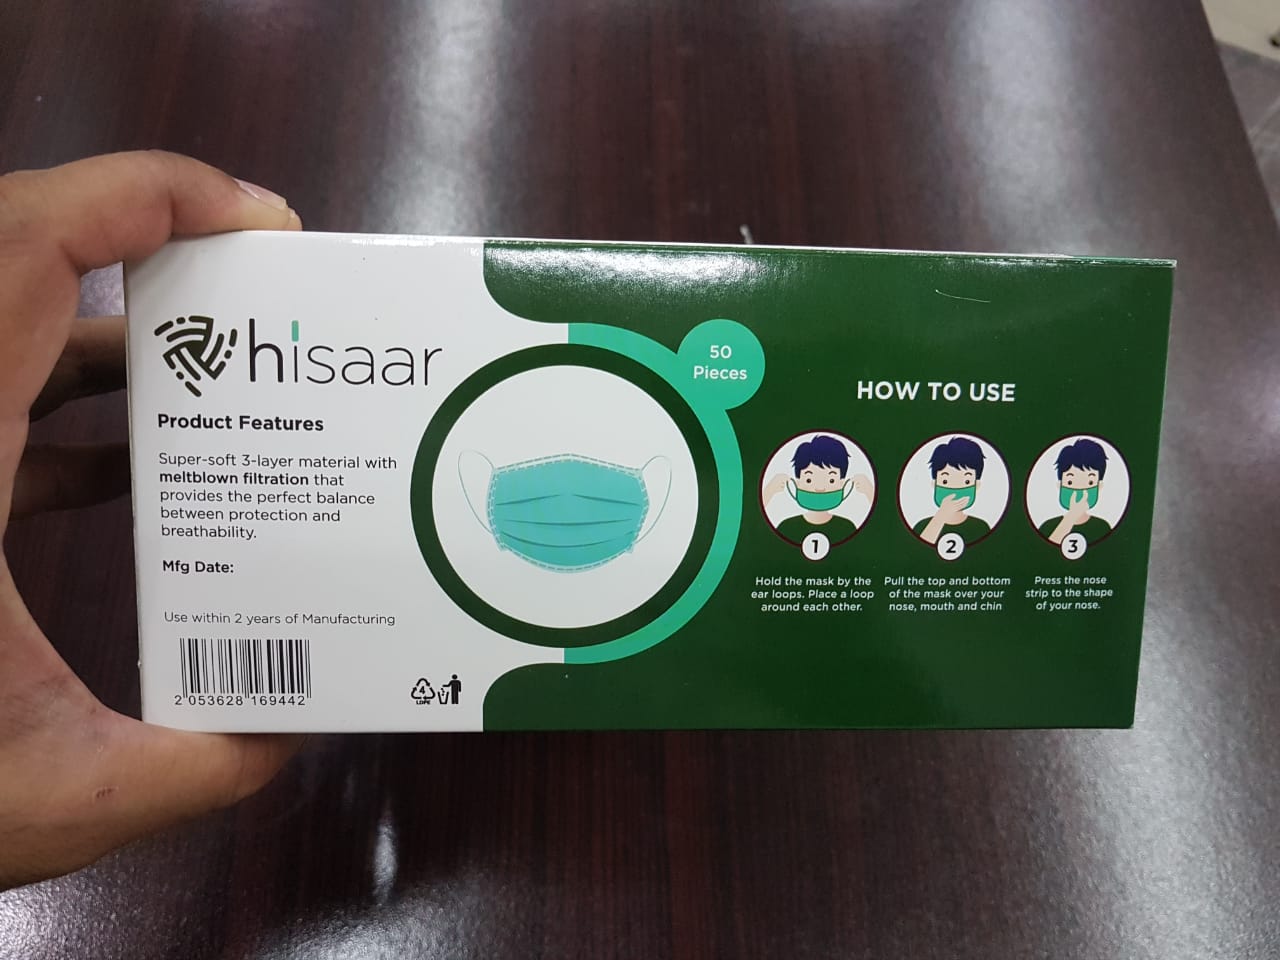 hisaar
Product Features
Super-soft 3-layer material with
meltblown filtration that
provides the perfect balance
between protection and
breathability.
Mfg Date:
Use within 2 years of Manufacturing
2 053628 169442
4
LDPE
50
Pieces
HOW TO USE
1
Hold the mask by the
ear loops. Place a loop
around each other.
2
Pull the top and bottom
of the mask over your
nose, mouth and chin
3
Press the nose
strip to the shape
of your nose.